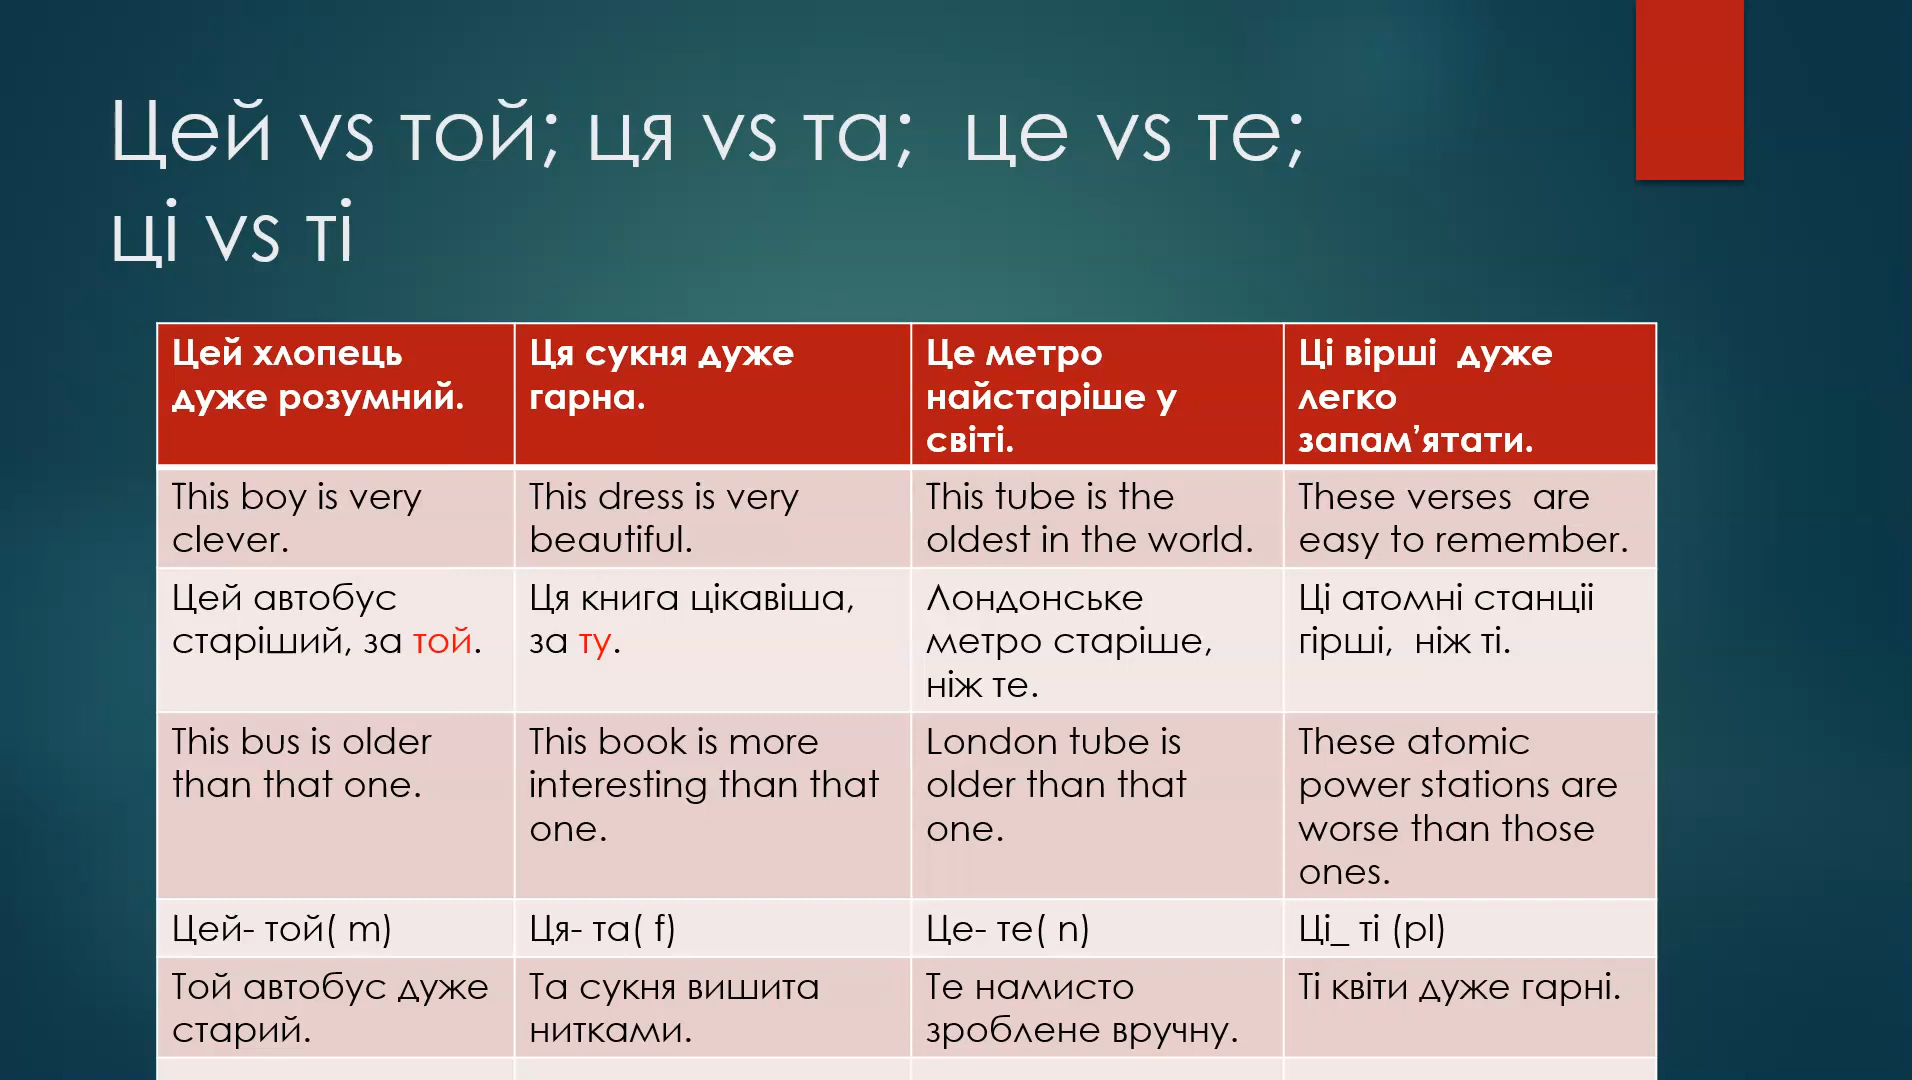 Цей vs той; ця vs та;  це vs те;
ці vs ті
Цей хлопець
дуже розумний.
Ця сукня дуже
гарна.
Це метро
найстаріше у
світі.
Ці вірші  дуже
легко
запам’ятати.
This boy is very
clever.
This dress is very
beautiful.
This tube is the
oldest in the world.
These verses  are
easy to remember.
Цей автобус
старіший, за той.
Ця книга цікавіша,
за ту.
Лондонське
метро старіше,
ніж те.
Ці атомні станціі
гірші,  ніж ті.
This bus is older
than that one.
This book is more
interesting than that
one.
London tube is
older than that
one.
These atomic
power stations are
worse than those
ones.
Цей- той( m)
Ця- та( f)
Це- те( n)
Ці_ ті (pl)
Той автобус дуже
старий.
Та сукня вишита
нитками.
Те намисто
зроблене вручну.
Ті квіти дуже гарні.